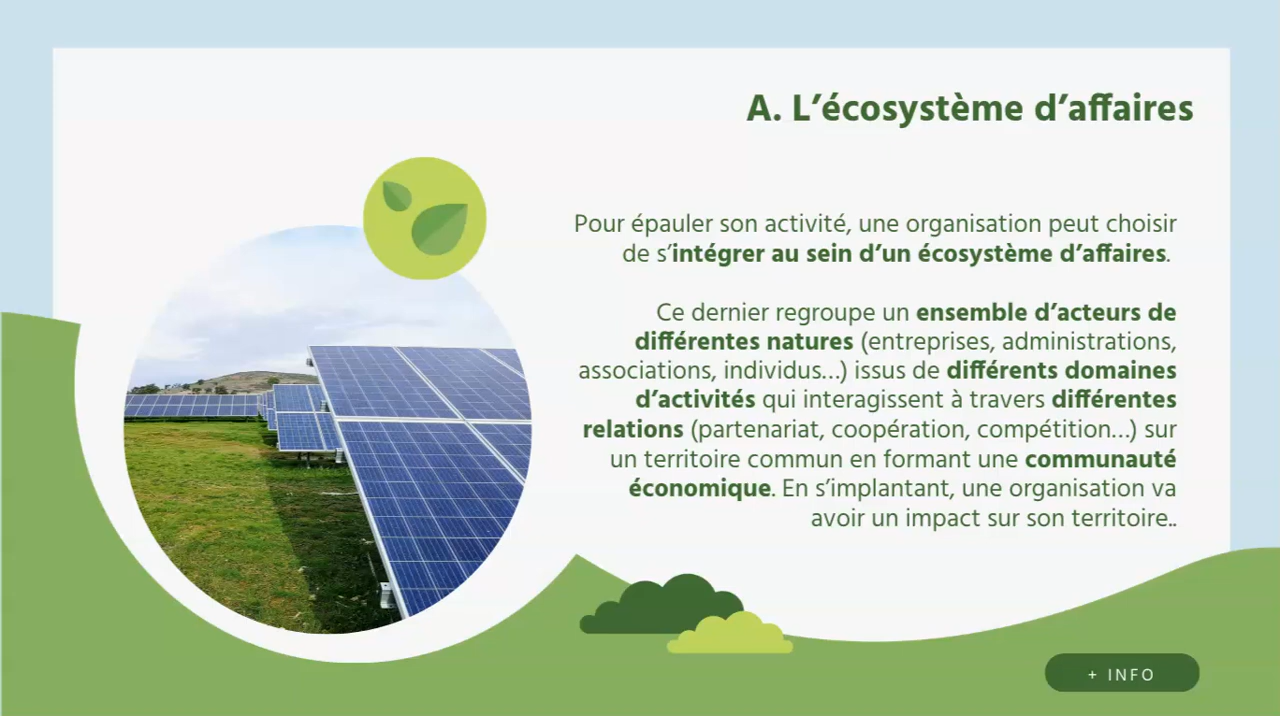 A. L’écosystème d’affaires
Pour épauler son activité, une organisation peut choisir
de s’intégrer au sein d’un écosystème d’affaires.
Ce dernier regroupe un ensemble d’acteurs de
différentes natures (entreprises, administrations,
associations, individus…) issus de différents domaines
d’activités qui interagissent à travers différentes
relations (partenariat, coopération, compétition…) sur
un territoire commun en formant une communauté
économique. En s’implantant, une organisation va
avoir un impact sur son territoire..
+ INFO